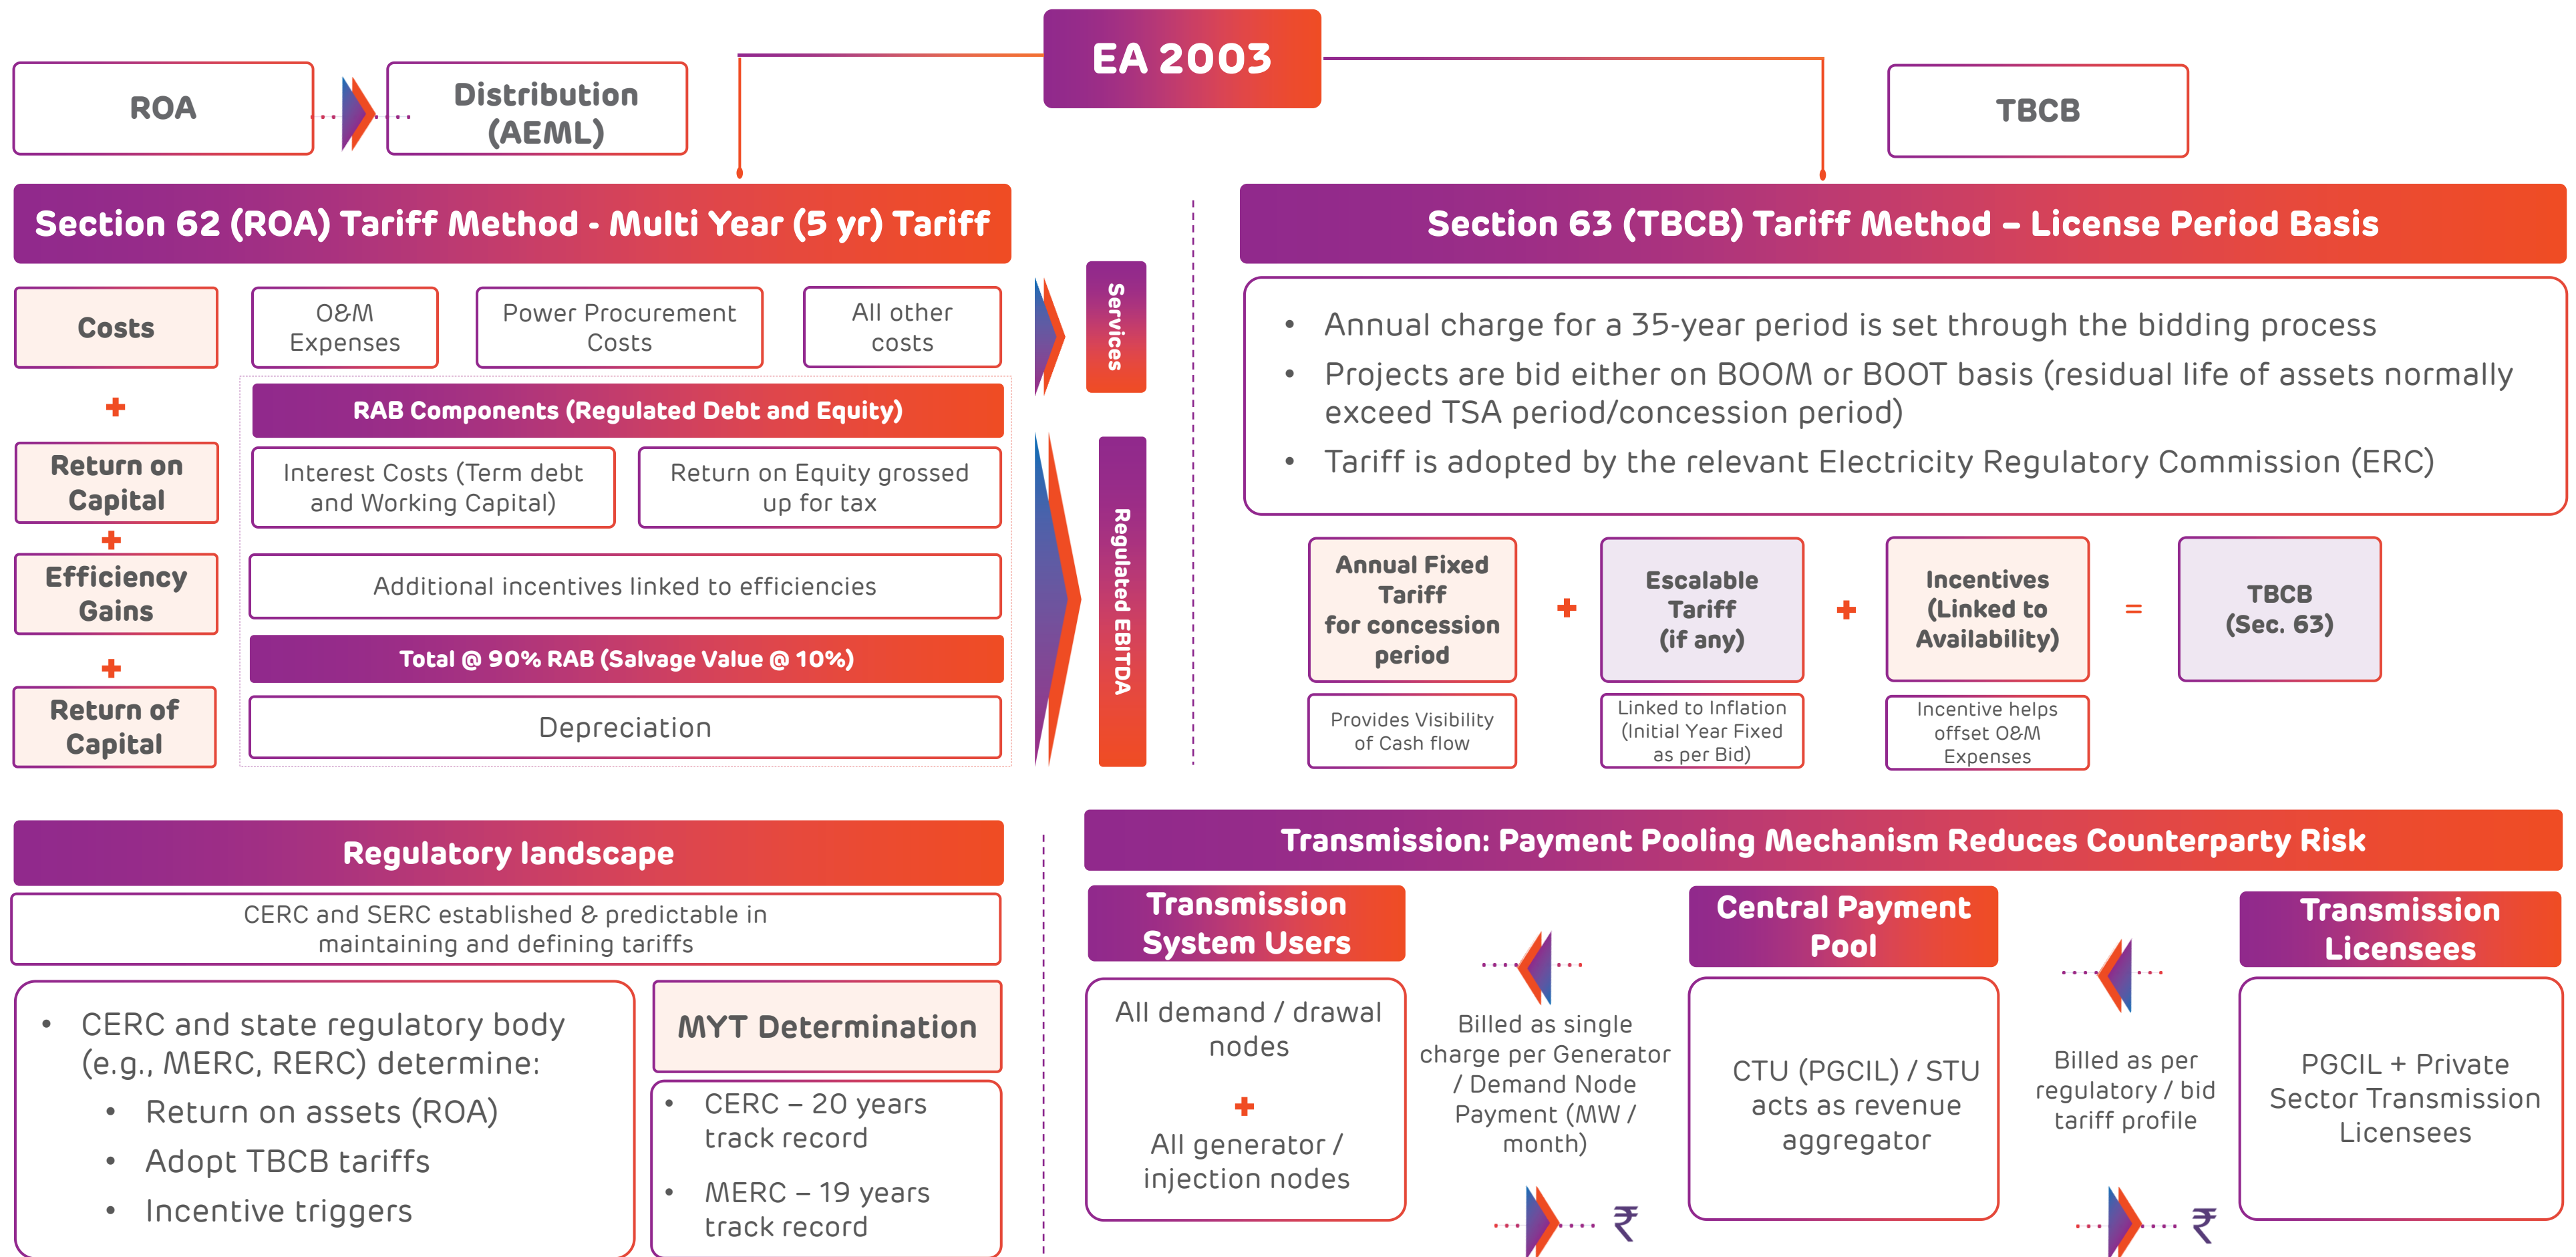 EA 2003
ROA
Distribution
(AEML)
TBCB
Section 62 (ROA) Tariff Method - Multi Year (5 yr) Tariff
Costs
O&M
Expenses
Power Procurement
Costs
All other
costs
+
RAB Components (Regulated Debt and Equity)
Return on
Capital
Interest Costs (Term debt
and Working Capital)
Return on Equity grossed
up for tax
+
Efficiency
Gains
Additional incentives linked to efficiencies
+
Total @ 90% RAB (Salvage Value @ 10%)
Return of
Capital
Depreciation
Services
Regulated EBITDA
Section 63 (TBCB) Tariff Method – License Period Basis
• Annual charge for a 35-year period is set through the bidding process
• Projects are bid either on BOOM or BOOT basis (residual life of assets normally
exceed TSA period/concession period)
• Tariff is adopted by the relevant Electricity Regulatory Commission (ERC)
Annual Fixed
Tariff
for concession
period
+
Escalable
Tariff
(if any)
+
Incentives
(Linked to
Availability)
=
TBCB
(Sec. 63)
Provides Visibility
of Cash flow
Linked to Inflation
(Initial Year Fixed
as per Bid)
Incentive helps
offset O&M
Expenses
Regulatory landscape
CERC and SERC established & predictable in
maintaining and defining tariffs
• CERC and state regulatory body
(e.g., MERC, RERC) determine:
• Return on assets (ROA)
• Adopt TBCB tariffs
• Incentive triggers
MYT Determination
• CERC – 20 years
track record
• MERC – 19 years
track record
Transmission: Payment Pooling Mechanism Reduces Counterparty Risk
Transmission
System Users
All demand / drawal
nodes
+
All generator /
injection nodes
Billed as single
charge per Generator
/ Demand Node
Payment (MW /
month)
₹
Central Payment
Pool
CTU (PGCIL) / STU
acts as revenue
aggregator
Billed as per
regulatory / bid
tariff profile
₹
Transmission
Licensees
PGCIL + Private
Sector Transmission
Licensees